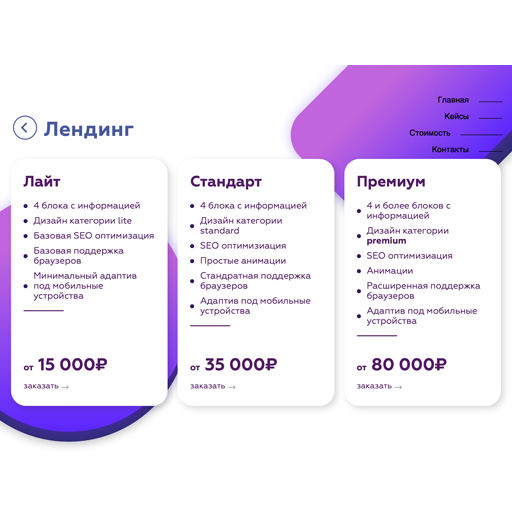 Главная
Кейсы
Стоимость
Контакты
Лендинг
Лайт
4 блока с информацией
Дизайн категории lite
Базовая SEO оптимизация
Базовая поддержка
браузеров
Минимальный адаптив
под мобильные
устройства
от 15 000₽
заказать →
Стандарт
4 блока с информацией
Дизайн категории
standard
SEO оптимизиация
Простые анимации
Стандратная поддержка
браузеров
Адаптив под мобильные
устройства
от 35 000₽
заказать →
Премиум
4 и более блоков с
информацией
Дизайн категории
premium
SEO оптимизиация
Анимации
Расширенная поддержка
браузеров
Адаптив под мобильные
устройства
от 80 000₽
заказать →